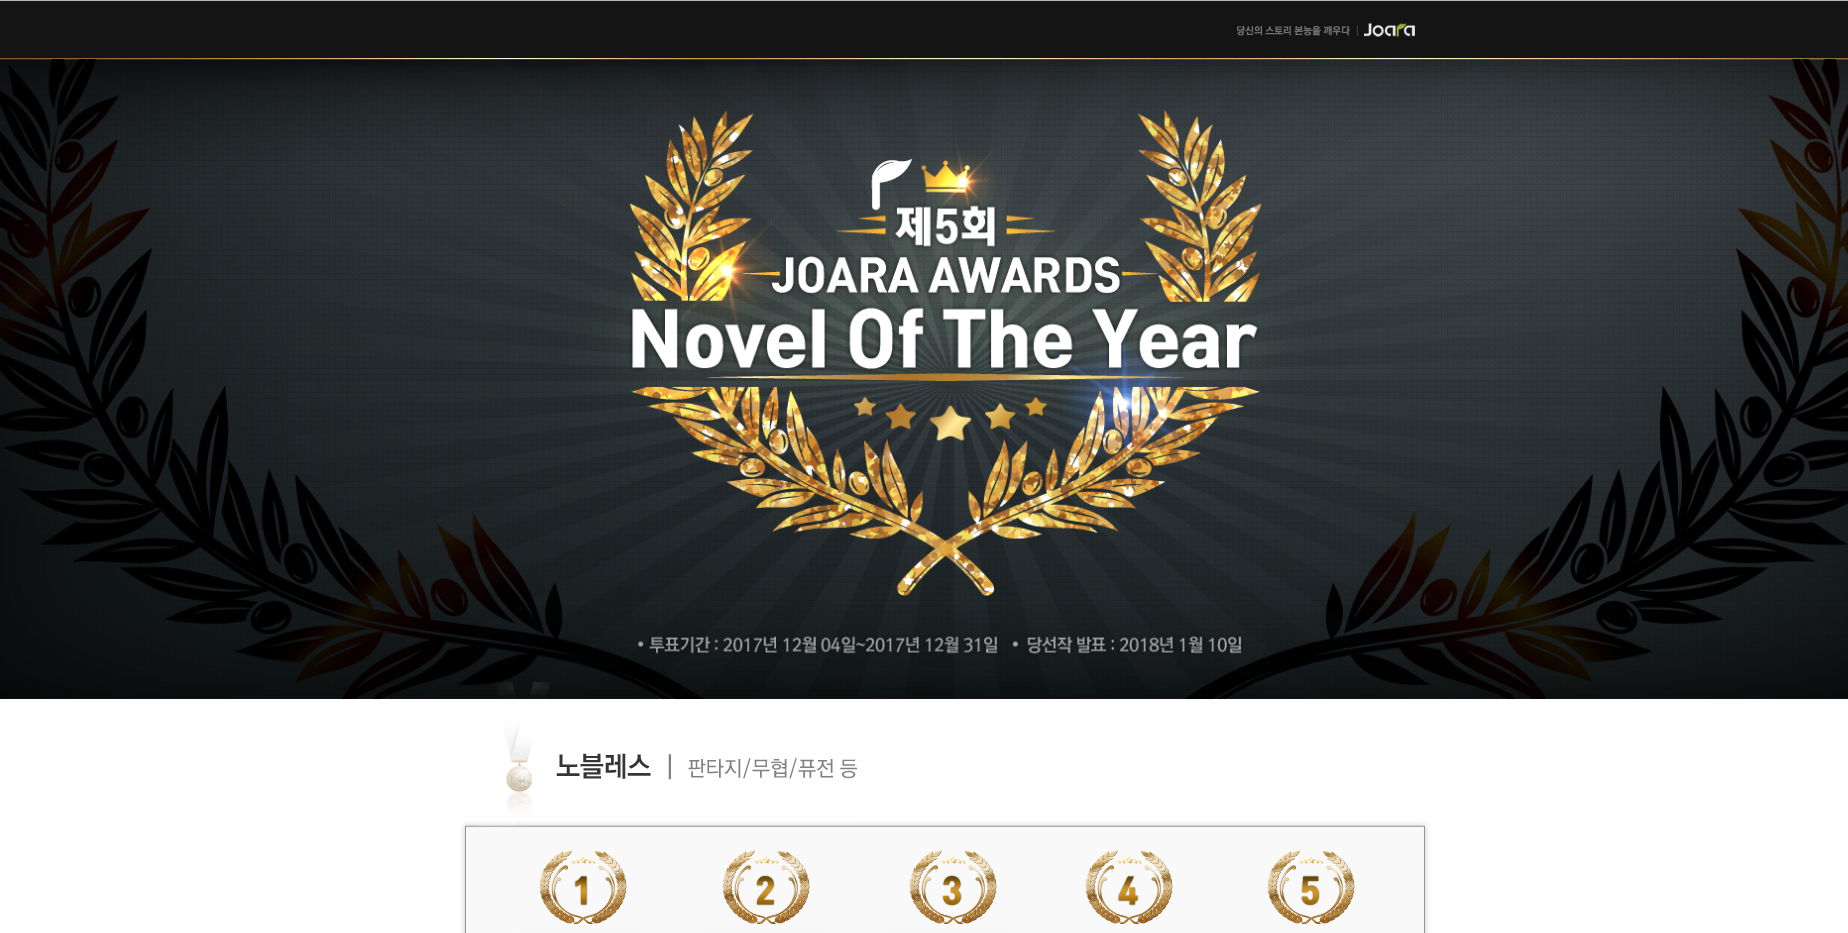 당신의 스토리 본능을 깨우다 | Joara
제5회
JOARA AWARDS
Novel Of The Year
• 투표기간 : 2017년 12월 04일~2017년 12월 31일 • 당선작 발표 : 2018년 1월 10일
노블레스 | 판타지/무협/퓨전 등
1 2 3 4 5